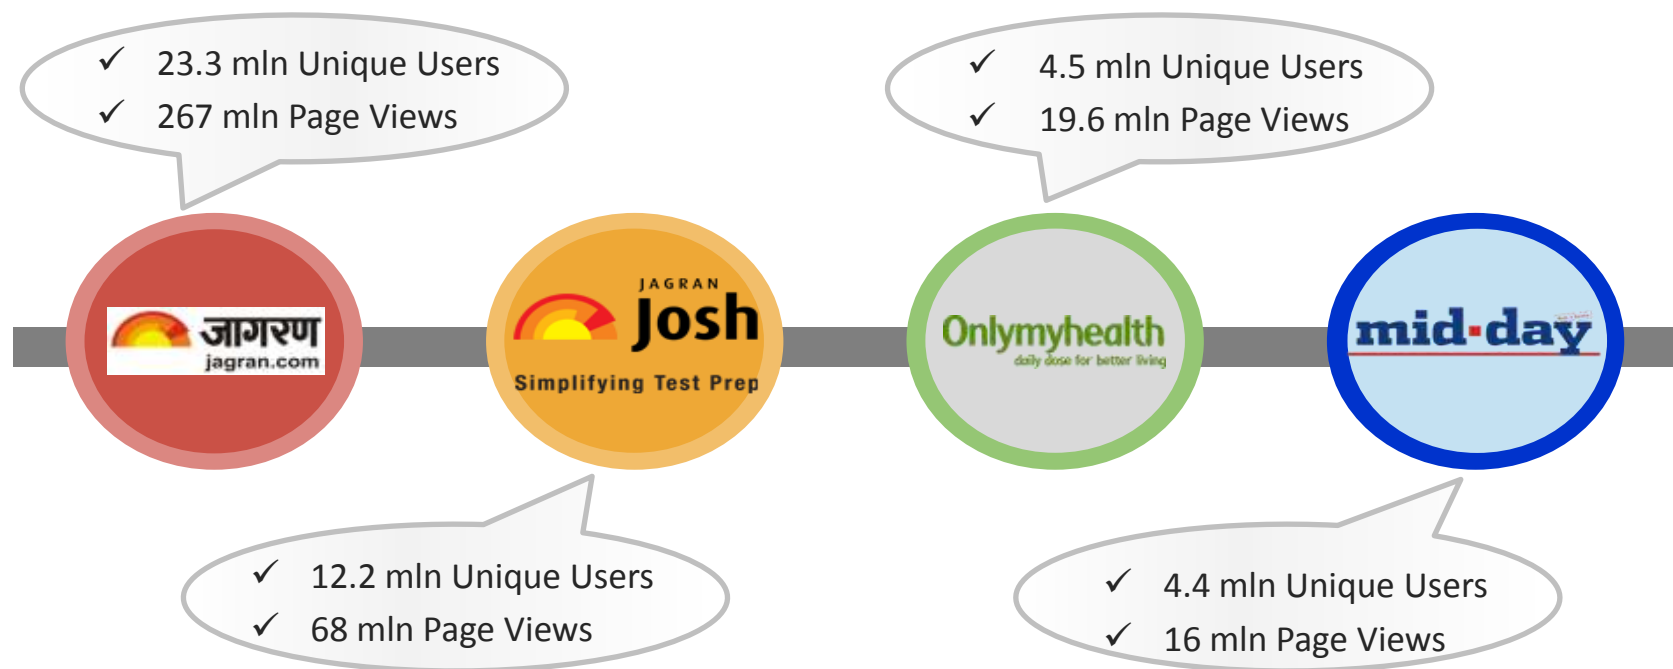 ✓ 23.3 mln Unique Users
✓ 267 mln Page Views
✓ 4.5 mln Unique Users
✓ 19.6 mln Page Views
जागरण
jagran.com
JAGRAN
Josh
Simplifying Test Prep
Onlymyhealth
daily dose for better living
mid-day
✓ 12.2 mln Unique Users
✓ 68 mln Page Views
✓ 4.4 mln Unique Users
✓ 16 mln Page Views